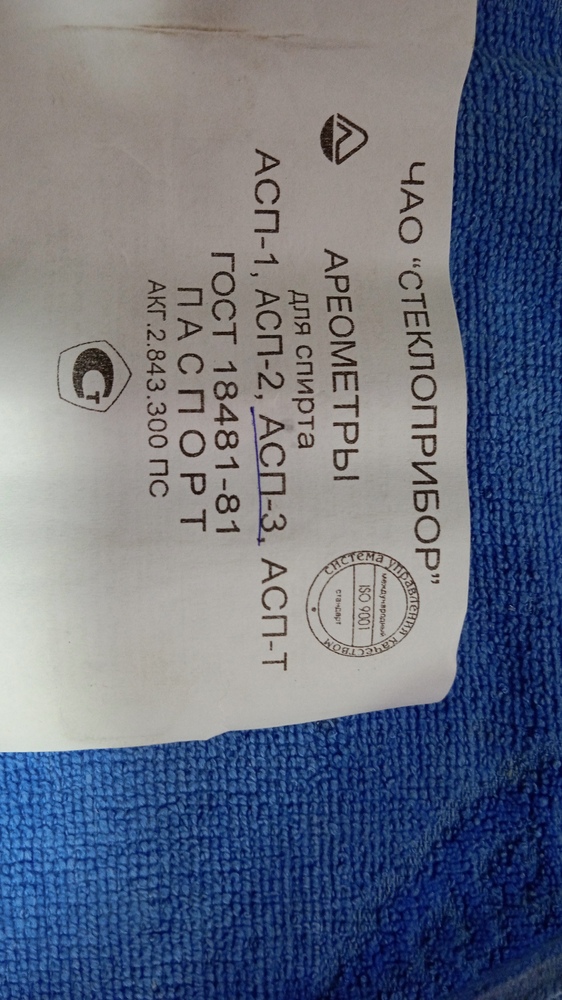 ЧАО “СТЕКЛОПРИБОР”
АРЕОМЕТРЫ
для спирта
АСП-1, АСП-2, АСП-3, АСП-Т
ГОСТ 18481-81
ПАСПОРТ
АКГ.2.843.300 ПС
система управления качеством
международный
ISO 9001
стандарт
Ст